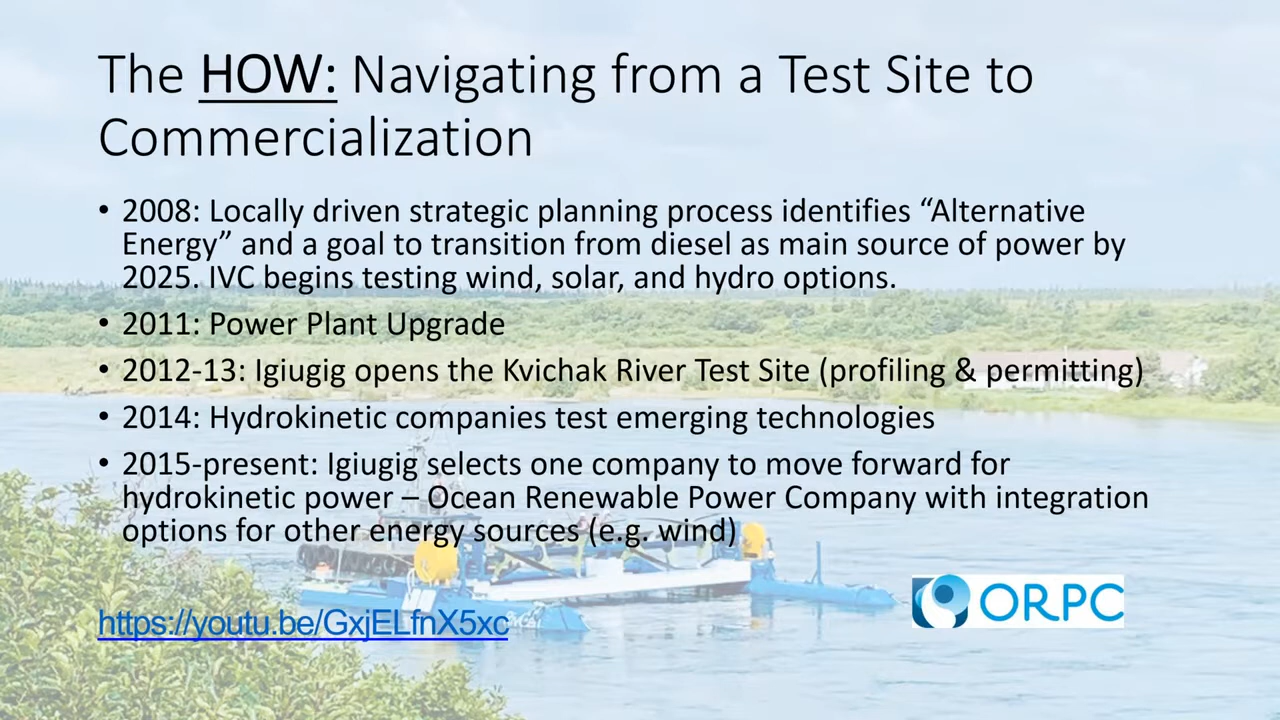 The HOW: Navigating from a Test Site to
Commercialization
• 2008: Locally driven strategic planning process identifies “Alternative
Energy” and a goal to transition from diesel as main source of power by
2025. IVC begins testing wind, solar, and hydro options.
• 2011: Power Plant Upgrade
• 2012-13: Igiugig opens the Kvichak River Test Site (profiling & permitting)
• 2014: Hydrokinetic companies test emerging technologies
• 2015-present: Igiugig selects one company to move forward for
hydrokinetic power – Ocean Renewable Power Company with integration
options for other energy sources (e.g. wind)
https://youtu.be/GxjELfnX5xc
ORPC